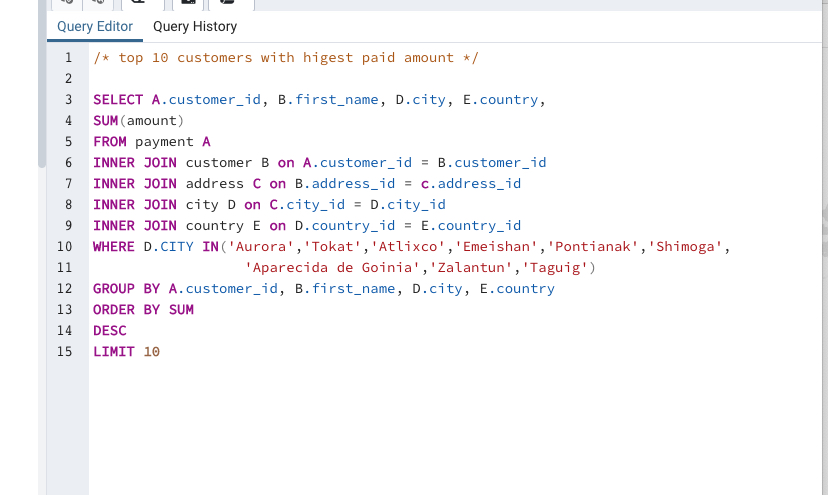 Query Editor Query History
1 /* top 10 customers with higest paid amount */
2
3 SELECT A.customer_id, B.first_name, D.city, E.country,
4 SUM(amount)
5 FROM payment A
6 INNER JOIN customer B on A.customer_id = B.customer_id
7 INNER JOIN address C on B.address_id = c.address_id
8 INNER JOIN city D on C.city_id = D.city_id
9 INNER JOIN country E on D.country_id = E.country_id
10 WHERE D.CITY IN('Aurora','Tokat','Atlixco','Emeishan','Pontianak','Shimoga',
11 'Aparecida de Goinia','Zalantun','Taguig')
12 GROUP BY A.customer_id, B.first_name, D.city, E.country
13 ORDER BY SUM
14 DESC
15 LIMIT 10